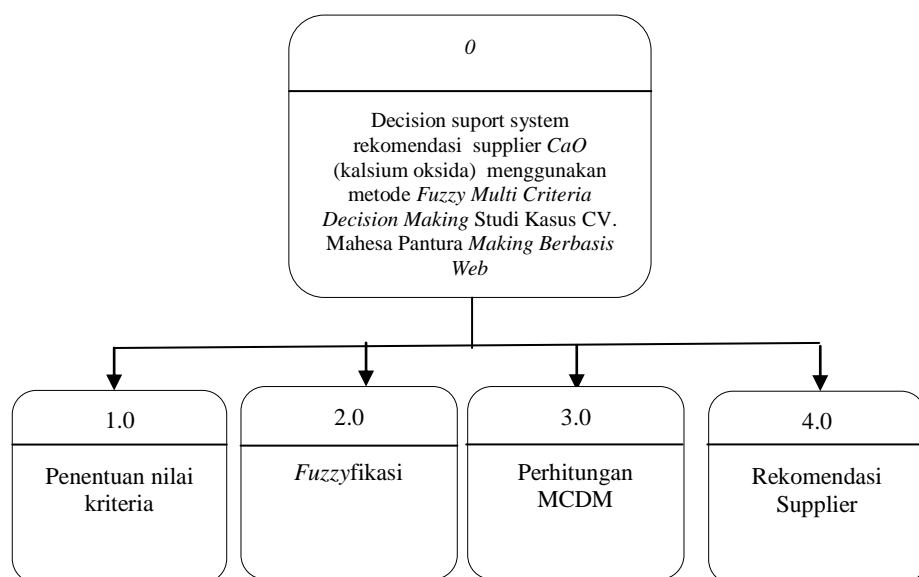 0
Decision suport system
rekomendasi supplier CaO
(kalsium oksida) menggunakan
metode Fuzzy Multi Criteria
Decision Making Studi Kasus CV.
Mahesa Pantura Making Berbasis
Web
1.0
Penentuan nilai
kriteria
2.0
Fuzzyfikasi
3.0
Perhitungan
MCDM
4.0
Rekomendasi
Supplier